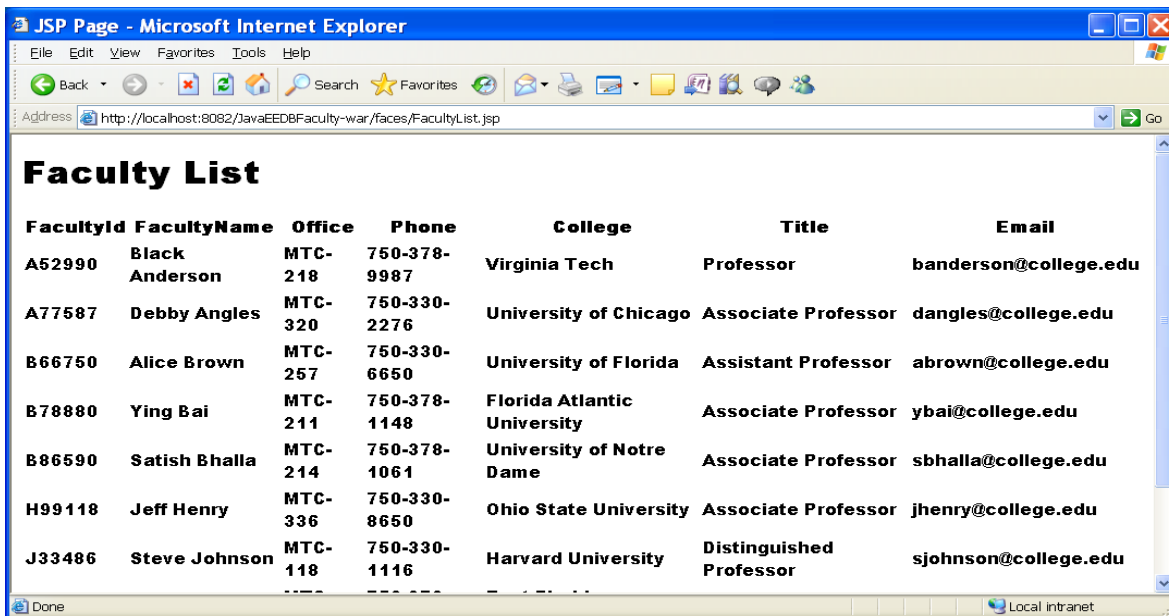 JSP Page - Microsoft Internet Explorer
File Edit View Favorites Tools Help
Back Search Favorites
Address http://localhost:8082/JavaEEDBFaculty-war/faces/FacultyList.jsp Go
Faculty List
FacultyId FacultyName Office Phone College Title Email
A52990 Black Anderson MTC-218 750-378-9987 Virginia Tech Professor banderson@college.edu
A77587 Debby Angles MTC-320 750-330-2276 University of Chicago Associate Professor dangles@college.edu
B66750 Alice Brown MTC-257 750-330-6650 University of Florida Assistant Professor abrown@college.edu
B78880 Ying Bai MTC-211 750-378-1148 Florida Atlantic University Associate Professor ybai@college.edu
B86590 Satish Bhalla MTC-214 750-378-1061 University of Notre Dame Associate Professor sbhalla@college.edu
H99118 Jeff Henry MTC-336 750-330-8650 Ohio State University Associate Professor jhenry@college.edu
J33486 Steve Johnson MTC-118 750-330-1116 Harvard University Distinguished Professor sjohnson@college.edu
Done Local intranet